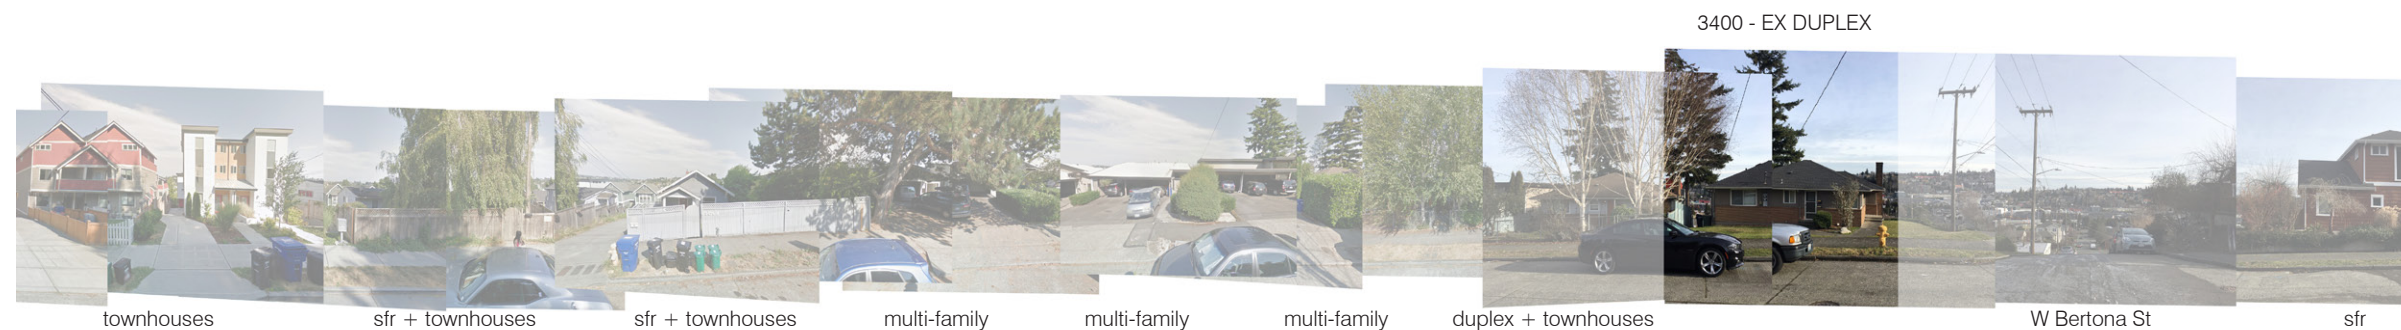 3400 - EX DUPLEX
townhouses
sfr + townhouses
sfr + townhouses
multi-family
multi-family
multi-family
duplex + townhouses
W Bertona St
sfr